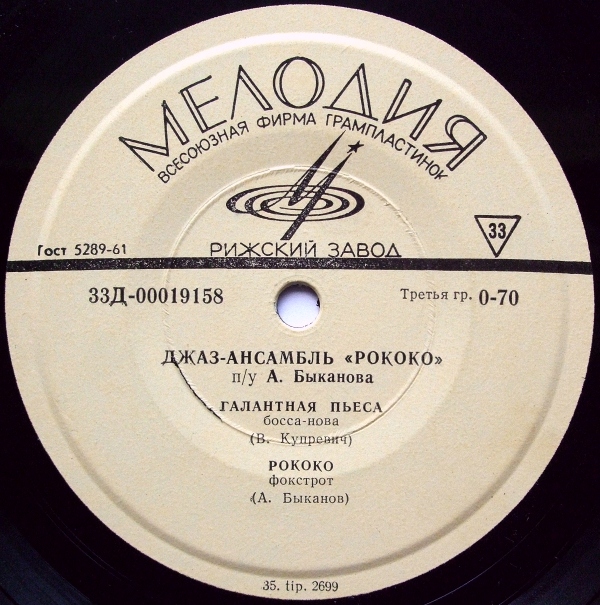 МЕЛОДИЯ
ВСЕСОЮЗНАЯ ФИРМА ГРАМПЛАСТИНОК
Гост 5289-61
РИЖСКИЙ ЗАВОД
33
33Д-00019158
Третья гр. 0-70
ДЖАЗ-АНСАМБЛЬ «РОКОКО»
п/у А. Быканова
ГАЛАНТНАЯ ПЬЕСА
босса-нова
(В. Купревич)
РОКОКО
фокстрот
(А. Быканов)
35. tip. 2699